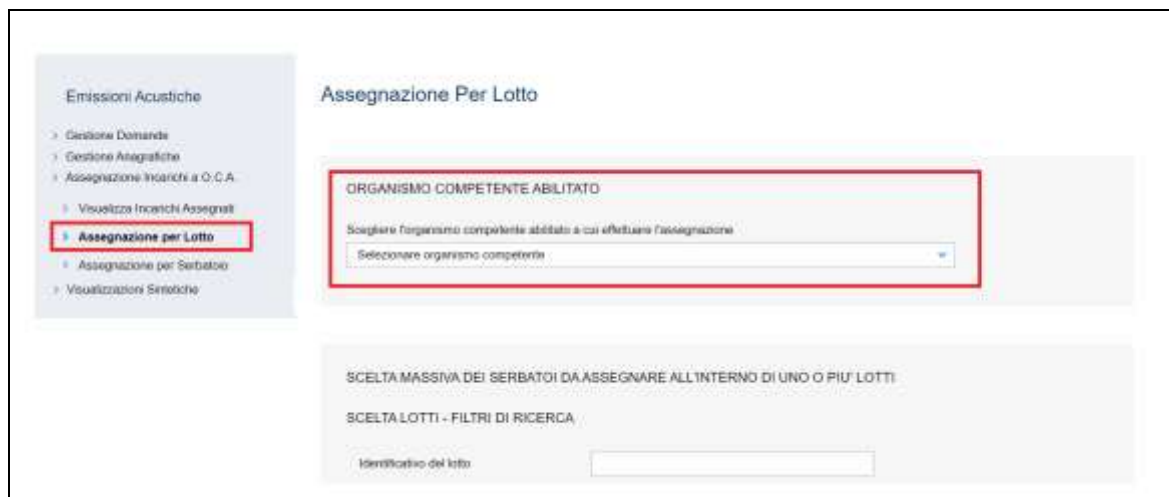 Emissioni Acustiche
Gestione Domande
Gestione Anagrafiche
Assegnazione Incarichi a O.C.A.
Visualizza Incarichi Assegnati
Assegnazione per Lotto
Assegnazione per Serbatoio
Visualizzazioni Sintetiche
Assegnazione Per Lotto
ORGANISMO COMPETENTE ABILITATO
Scegliere l'organismo competente abilitato a cui effettuare l'assegnazione
Selezionare organismo competente
SCELTA MASSIVA DEI SERBATOI DA ASSEGNARE ALL'INTERNO DI UNO O PIU' LOTTI
SCELTA LOTTI - FILTRI DI RICERCA
Identificativo del lotto